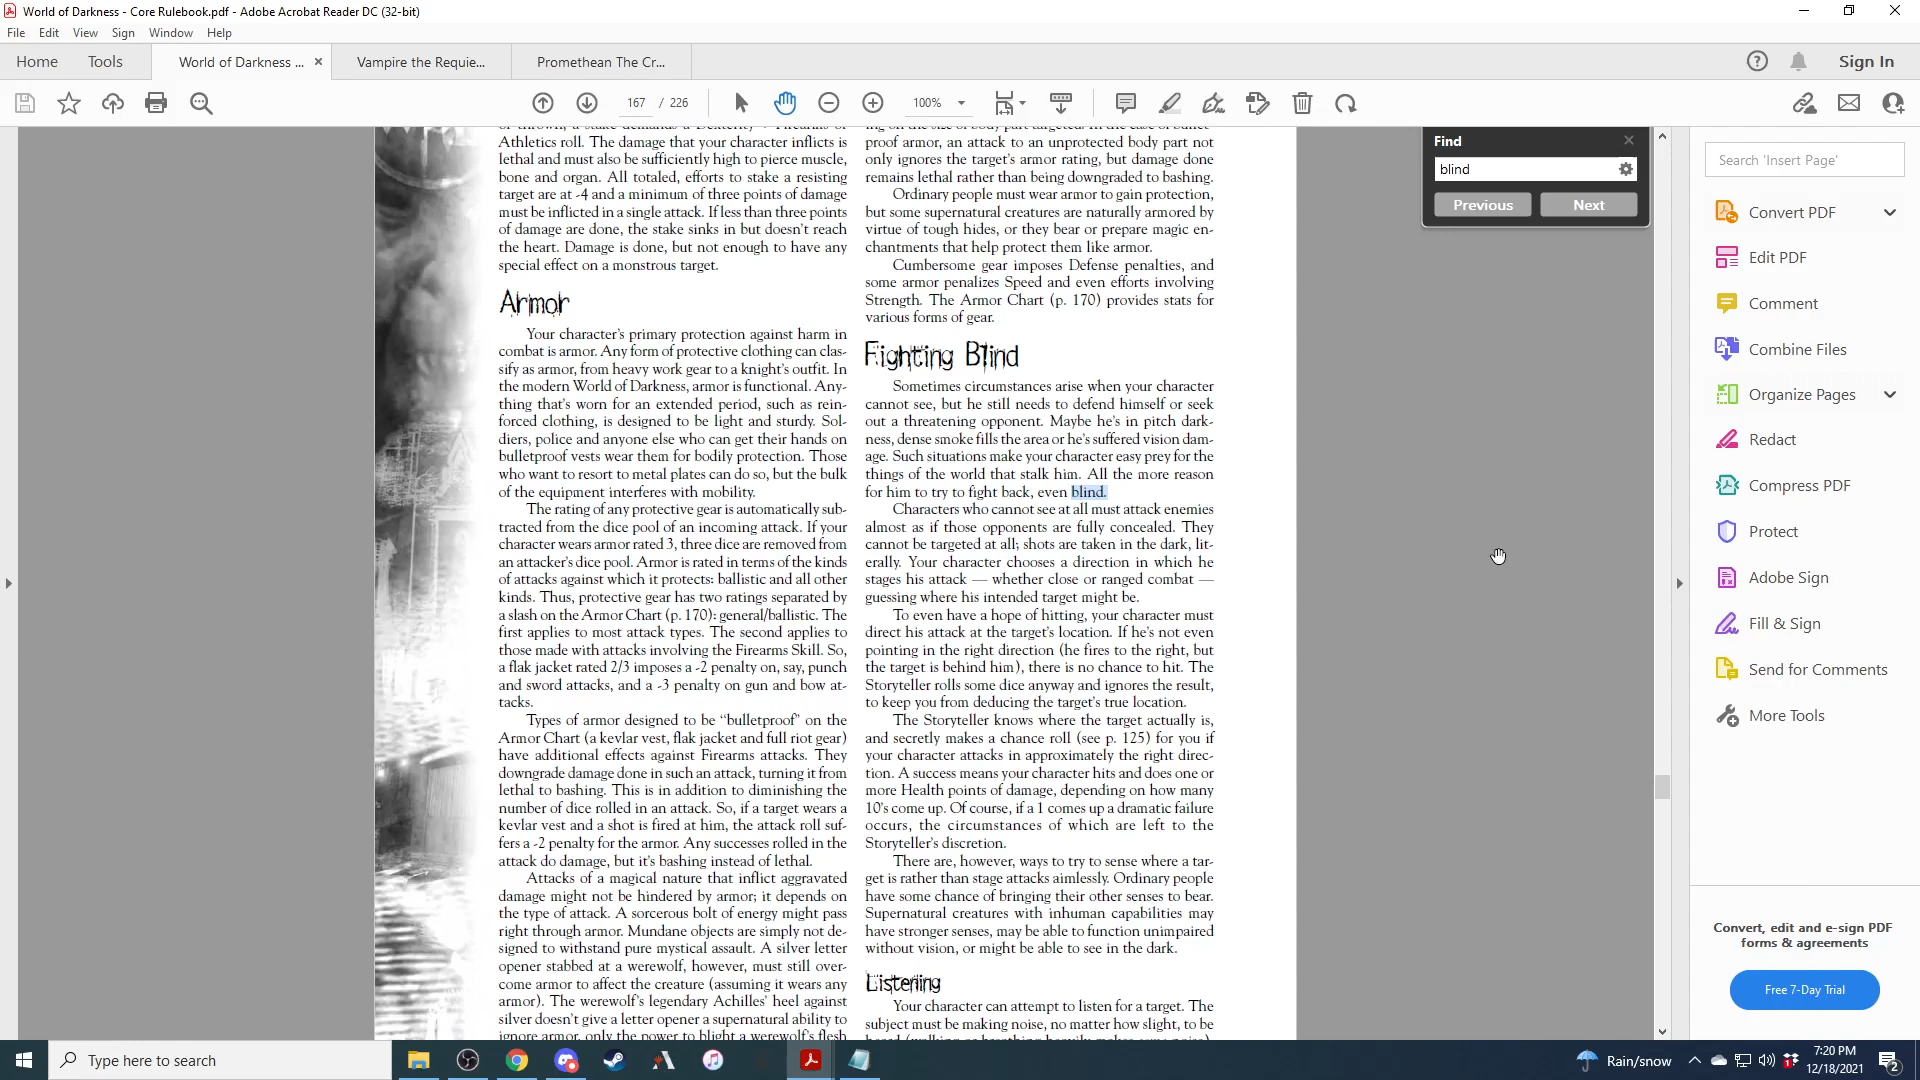 World of Darkness - Core Rulebook.pdf - Adobe Acrobat Reader DC (32-bit)
File Edit View Sign Window Help
Home Tools World of Darkness ... × Vampire the Requie... Promethean The Cr... Sign In
167 / 226 100%
Athletics roll. The damage that your character inflicts is
lethal and must also be sufficiently high to pierce muscle,
bone and organ. All totaled, efforts to stake a resisting
target are at -4 and a minimum of three points of damage
must be inflicted in a single attack. If less than three points
of damage are done, the stake sinks in but doesn't reach
the heart. Damage is done, but not enough to have any
special effect on a monstrous target.
Armor
Your character's primary protection against harm in
combat is armor. Any form of protective clothing can clas-
sify as armor, from heavy work gear to a knight's outfit. In
the modern World of Darkness, armor is functional. Any-
thing that's worn for an extended period, such as rein-
forced clothing, is designed to be light and sturdy. Sol-
diers, police and anyone else who can get their hands on
bulletproof vests wear them for bodily protection. Those
who want to resort to metal plates can do so, but the bulk
of the equipment interferes with mobility.
The rating of any protective gear is automatically sub-
tracted from the dice pool of an incoming attack. If your
character wears armor rated 3, three dice are removed from
an attacker's dice pool. Armor is rated in terms of the kinds
of attacks against which it protects: ballistic and all other
kinds. Thus, protective gear has two ratings separated by
a slash on the Armor Chart (p. 170): general/ballistic. The
first applies to most attack types. The second applies to
those made with attacks involving the Firearms Skill. So,
a flak jacket rated 2/3 imposes a -2 penalty on, say, punch
and sword attacks, and a -3 penalty on gun and bow at-
tacks.
Types of armor designed to be “bulletproof” on the
Armor Chart (a kevlar vest, flak jacket and full riot gear)
have additional effects against Firearms attacks. They
downgrade damage done in such an attack, turning it from
lethal to bashing. This is in addition to diminishing the
number of dice rolled in an attack. So, if a target wears a
kevlar vest and a shot is fired at him, the attack roll suf-
fers a -2 penalty for the armor. Any successes rolled in the
attack do damage, but it's bashing instead of lethal.
Attacks of a magical nature that inflict aggravated
damage might not be hindered by armor; it depends on
the type of attack. A sorcerous bolt of energy might pass
right through armor. Mundane objects are simply not de-
signed to withstand pure mystical assault. A silver letter
opener stabbed at a werewolf, however, must still over-
come armor to affect the creature (assuming it wears any
armor). The werewolf's legendary Achilles' heel against
silver doesn't give a letter opener a supernatural ability to
ignore armor, only the power to blight a werewolf's flesh
proof armor, an attack to an unprotected body part not
only ignores the target's armor rating, but damage done
remains lethal rather than being downgraded to bashing.
Ordinary people must wear armor to gain protection,
but some supernatural creatures are naturally armored by
virtue of tough hides, or they bear or prepare magic en-
chantments that help protect them like armor.
Cumbersome gear imposes Defense penalties, and
some armor penalizes Speed and even efforts involving
Strength. The Armor Chart (p. 170) provides stats for
various forms of gear.
Fighting Blind
Sometimes circumstances arise when your character
cannot see, but he still needs to defend himself or seek
out a threatening opponent. Maybe he's in pitch dark-
ness, dense smoke fills the area or he's suffered vision dam-
age. Such situations make your character easy prey for the
things of the world that stalk him. All the more reason
for him to try to fight back, even blind.
Characters who cannot see at all must attack enemies
almost as if those opponents are fully concealed. They
cannot be targeted at all; shots are taken in the dark, lit-
erally. Your character chooses a direction in which he
stages his attack — whether close or ranged combat —
guessing where his intended target might be.
To even have a hope of hitting, your character must
direct his attack at the target's location. If he's not even
pointing in the right direction (he fires to the right, but
the target is behind him), there is no chance to hit. The
Storyteller rolls some dice anyway and ignores the result,
to keep you from deducing the target's true location.
The Storyteller knows where the target actually is,
and secretly makes a chance roll (see p. 125) for you if
your character attacks in approximately the right direc-
tion. A success means your character hits and does one or
more Health points of damage, depending on how many
10's come up. Of course, if a 1 comes up a dramatic failure
occurs, the circumstances of which are left to the
Storyteller's discretion.
There are, however, ways to try to sense where a tar-
get is rather than stage attacks aimlessly. Ordinary people
have some chance of bringing their other senses to bear.
Supernatural creatures with inhuman capabilities may
have stronger senses, may be able to function unimpaired
without vision, or might be able to see in the dark.
Listening
Your character can attempt to listen for a target. The
subject must be making noise, no matter how slight, to be
Find
blind
Previous Next
Search 'Insert Page'
Convert PDF
Edit PDF
Comment
Combine Files
Organize Pages
Redact
Compress PDF
Protect
Adobe Sign
Fill & Sign
Send for Comments
More Tools
Convert, edit and e-sign PDF
forms & agreements
Free 7-Day Trial
Type here to search
Rain/snow
7:20 PM
12/18/2021
2